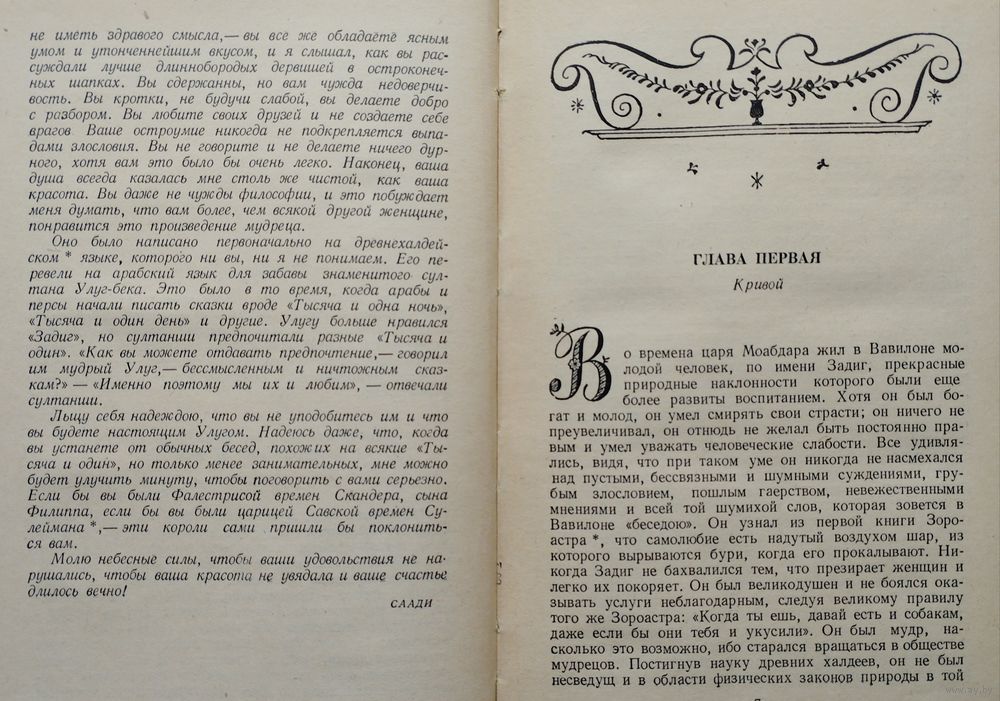 не иметь здравого смысла,— вы все же обладаете ясным
умом и утонченнейшим вкусом, и я слышал, как вы рас-
суждали лучше длиннобородых дервишей в остроконеч-
ных шапках. Вы сдержанны, но вам чужда недоверчи-
вость. Вы кротки, не будучи слабой, вы делаете добро
с разбором. Вы любите своих друзей и не создаете себе
врагов. Ваше остроумие никогда не подкрепляется выпа-
дами злословия. Вы не говорите и не делаете ничего дур-
ного, хотя вам это было бы очень легко. Наконец, ваша
душа всегда казалась мне столь же чистой, как ваша
красота. Вы даже не чужды философии, и это побуждает
меня думать, что вам более, чем всякой другой женщине,
понравится это произведение мудреца.
Оно было написано первоначально на древнехалдей-
ском * языке, которого ни вы, ни я не понимаем. Его пе-
ревели на арабский язык для забавы знаменитого сул-
тана Улуг-бека. Это было в то время, когда арабы и
персы начали писать сказки вроде «Тысяча и одна ночь»,
«Тысяча и один день» и другие. Улугу больше нравился
«Задиг», но султанши предпочитали разные «Тысяча и
один». «Как вы можете отдавать предпочтение,— говорил
им мудрый Улуг,— бессмысленным и ничтожным сказ-
кам?» — «Именно поэтому мы их и любим», — отвечали
султанши.
Льщу себя надеждою, что вы не уподобитесь им и что
вы будете настоящим Улугом. Надеюсь даже, что, когда
вы устанете от обычных бесед, похожих на всякие «Ты-
сяча и один», но только менее занимательных, мне можно
будет улучить минуту, чтобы поговорить с вами серьезно.
Если бы вы были Фалестрисой времен Скандера, сына
Филиппа, если бы вы были царицей Савской времен Су-
леймана *,— эти короли сами пришли бы поклонить-
ся вам.
Молю небесные силы, чтобы ваши удовольствия не на-
рушались, чтобы ваша красота не увядала и ваше счастье
длилось вечно!
СААДИ
ГЛАВА ПЕРВАЯ
Кривой
Во времена царя Моабдара жил в Вавилоне мо-
лодой человек, по имени Задиг, прекрасные
природные наклонности которого были еще
более развиты воспитанием. Хотя он был бо-
гат и молод, он умел смирять свои страсти; он ничего не
преувеличивал, он отнюдь не желал быть постоянно пра-
вым и умел уважать человеческие слабости. Все удивля-
лись, видя, что при таком уме он никогда не насмехался
над пустыми, бессвязными и шумными суждениями, гру-
бым злословием, пошлым гаерством, невежественными
мнениями и всей той шумихой слов, которая зовется в
Вавилоне «беседою». Он узнал из первой книги Зоро-
астра *, что самолюбие есть надутый воздухом шар, из
которого вырываются бури, когда его прокалывают. Ни-
когда Задиг не бахвалился тем, что презирает женщин и
легко их покоряет. Он был великодушен и не боялся ока-
зывать услуги неблагодарным, следуя великому правилу
того же Зороастра: «Когда ты ешь, давай есть и собакам,
даже если бы они тебя и укусили». Он был мудр, на-
сколько это возможно, ибо старался вращаться в обществе
мудрецов. Постигнув науку древних халдеев, он не был
несведущ и в области физических законов природы в той